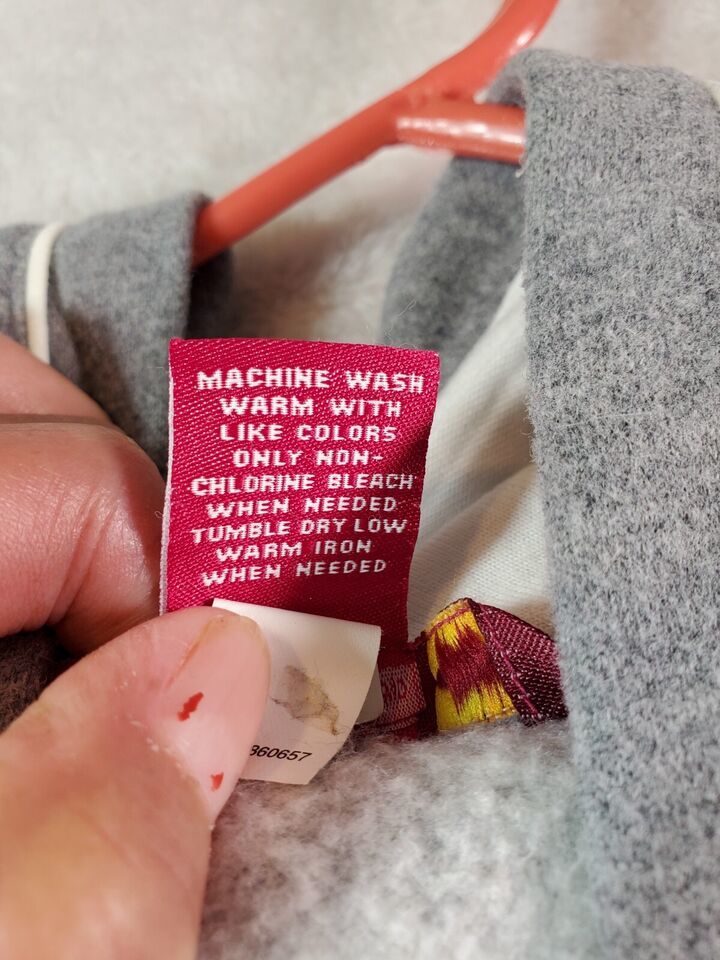 MACHINE WASH
WARM WITH
LIKE COLORS
ONLY NON-
CHLORINE BLEACH
WHEN NEEDED
TUMBLE DRY LOW
WARM IRON
WHEN NEEDED
360657